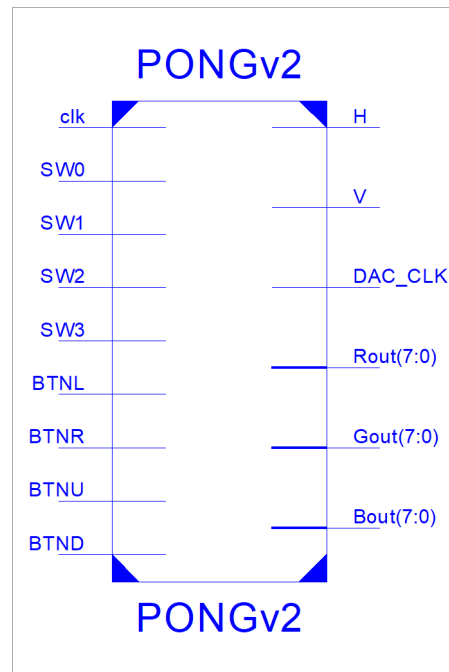 PONGv2
clk
H
SW0
V
SW1
SW2
DAC_CLK
SW3
Rout(7:0)
BTNL
BTNR
Gout(7:0)
BTNU
Bout(7:0)
BTND
PONGv2